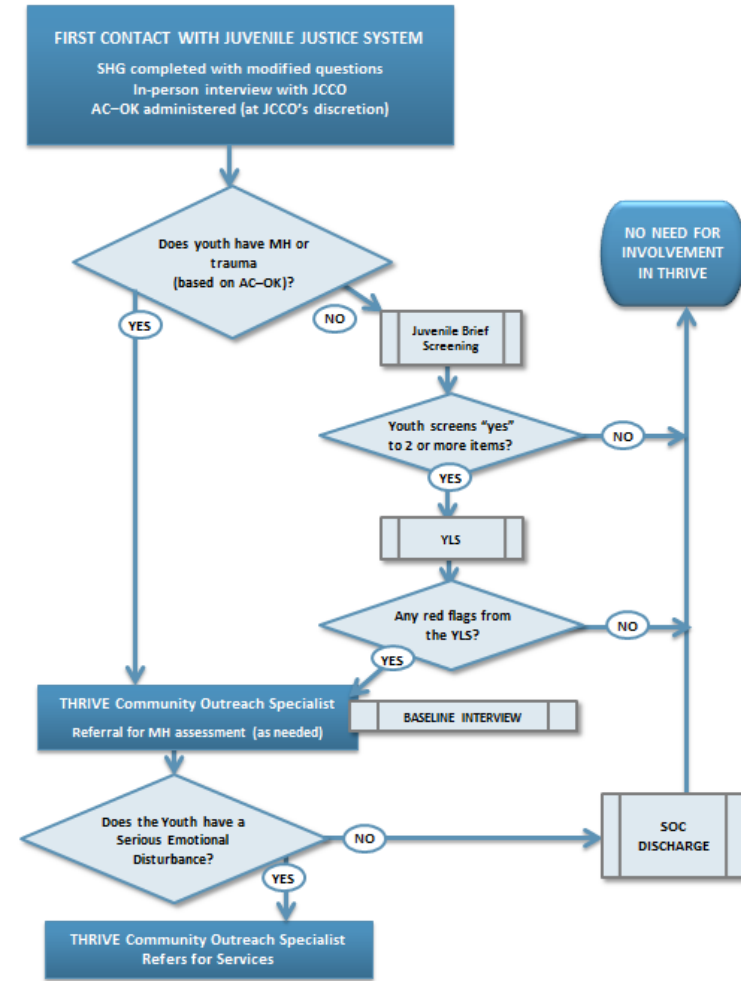 FIRST CONTACT WITH JUVENILE JUSTICE SYSTEM
SHG completed with modified questions
In-person interview with JCCO
AC–OK administered (at JCCO's discretion)
Does youth have MH or
trauma
(based on AC–OK)?
NO NEED FOR
INVOLVEMENT
IN THRIVE
YES
NO
Juvenile Brief
Screening
Youth screens "yes"
to 2 or more items?
NO
YES
YLS
Any red flags from
the YLS?
NO
YES
THRIVE Community Outreach Specialist
Referral for MH assessment (as needed)
BASELINE INTERVIEW
Does the Youth have a
Serious Emotional
Disturbance?
NO
SOC
DISCHARGE
YES
THRIVE Community Outreach Specialist
Refers for Services